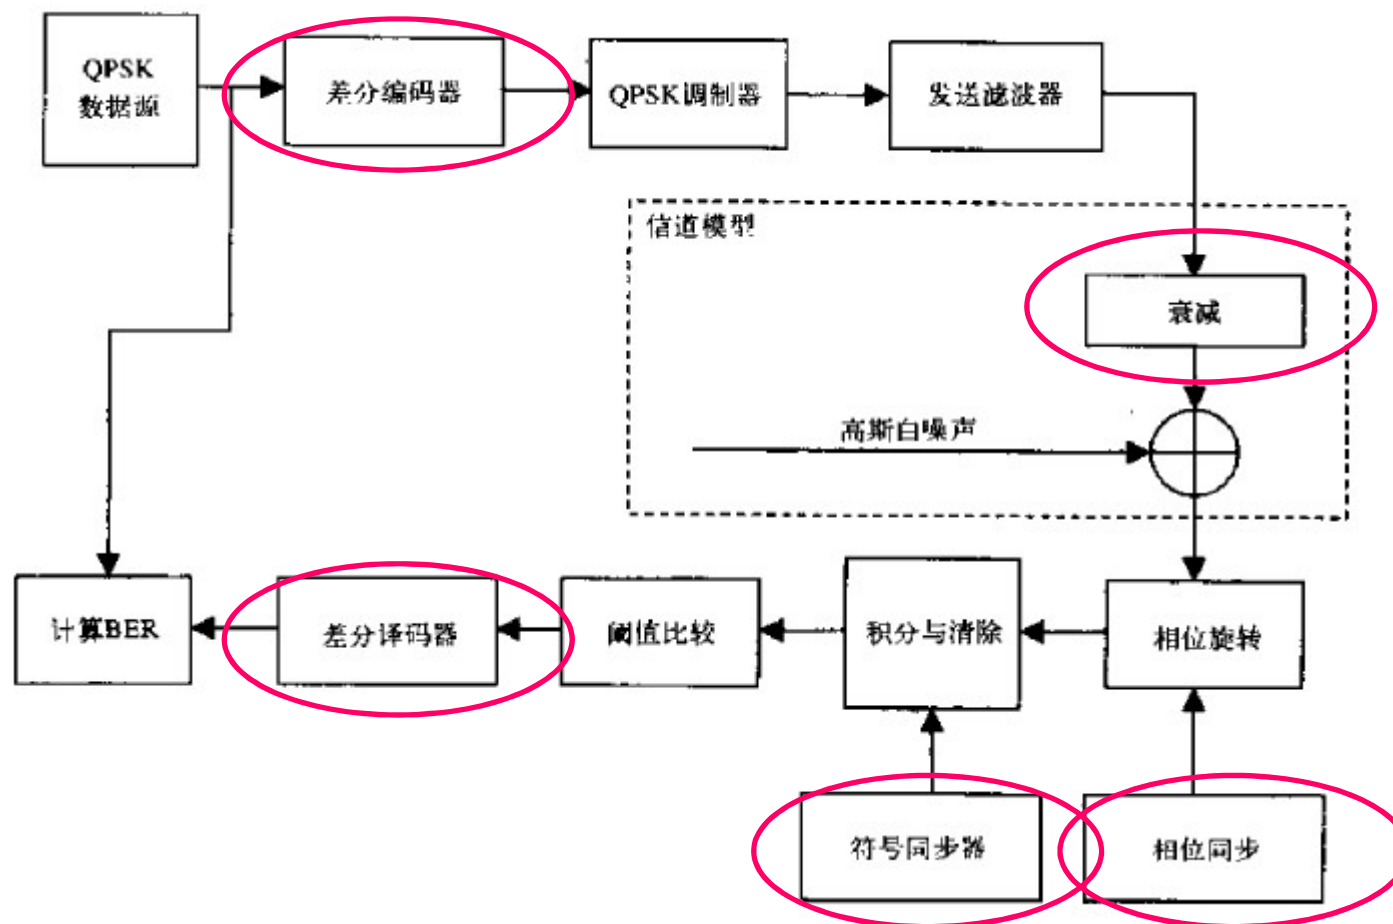 QPSK
数据源
差分编码器
QPSK调制器
发送滤波器
信道模型
衰减
高斯白噪声
计算BER
差分译码器
阈值比较
积分与清除
相位旋转
符号同步器
相位同步